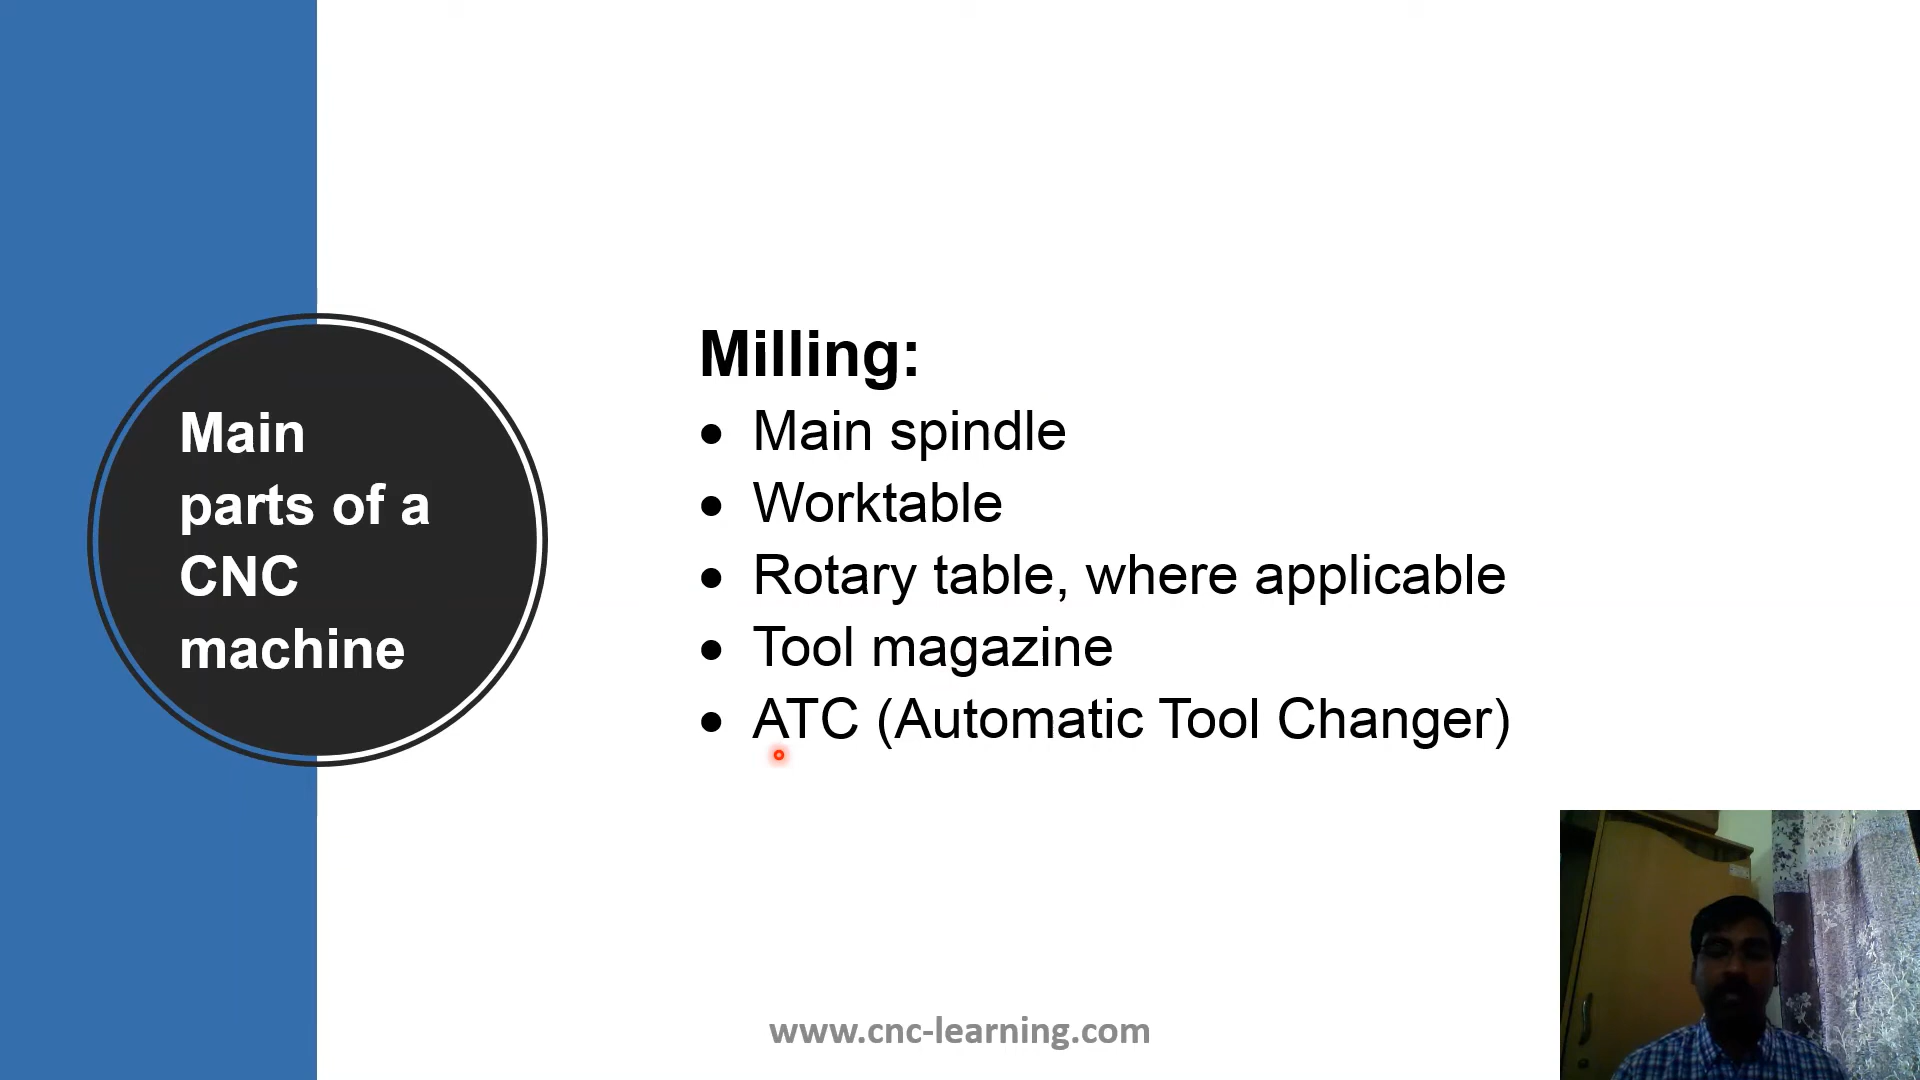 Main
parts of a
CNC
machine
Milling:
• Main spindle
• Worktable
• Rotary table, where applicable
• Tool magazine
• ATC (Automatic Tool Changer)
www.cnc-learning.com